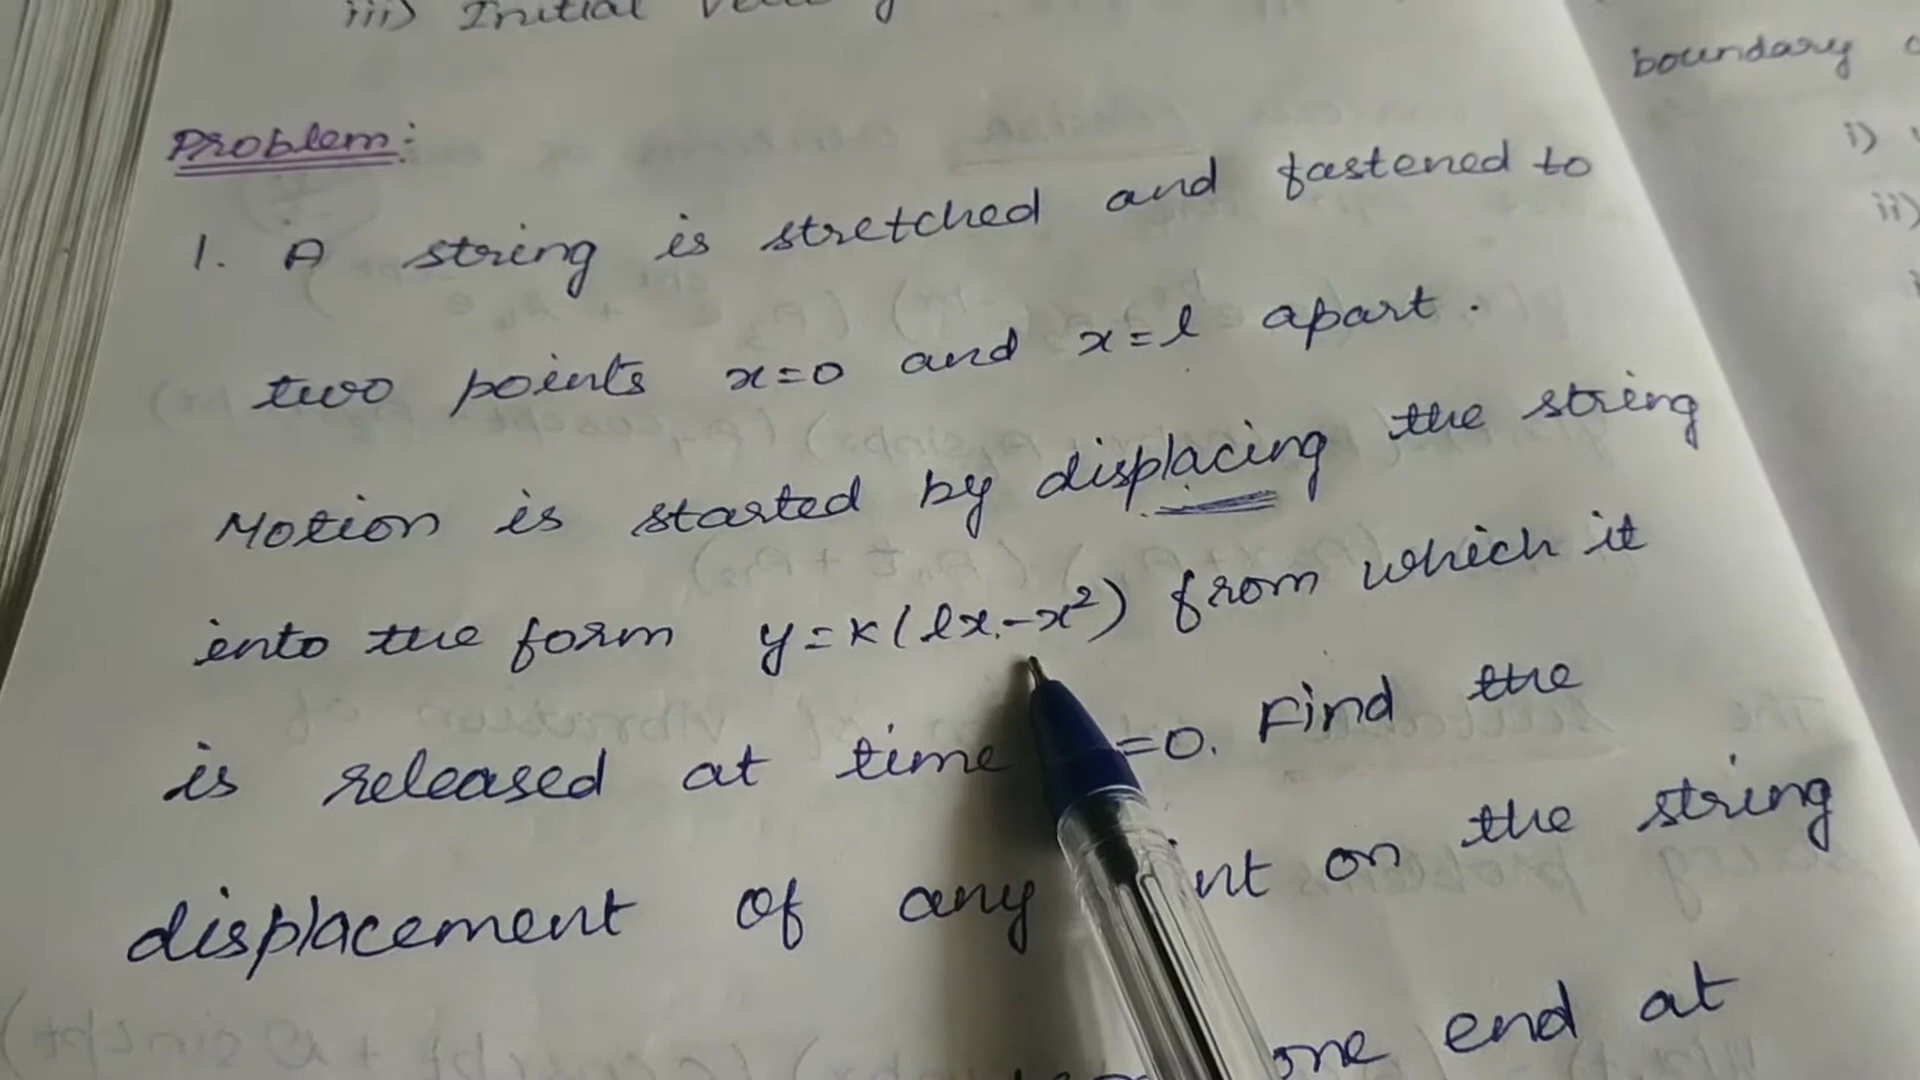 iii) Initial
Problem:
1. A string is stretched and fastened to
two points x=0 and x=l apart.
Motion is started by displacing the string
into the form y=k(lx-x²) from which it
is released at time =0. Find the
displacement of any on the string
one end at
boundary
i)
ii)